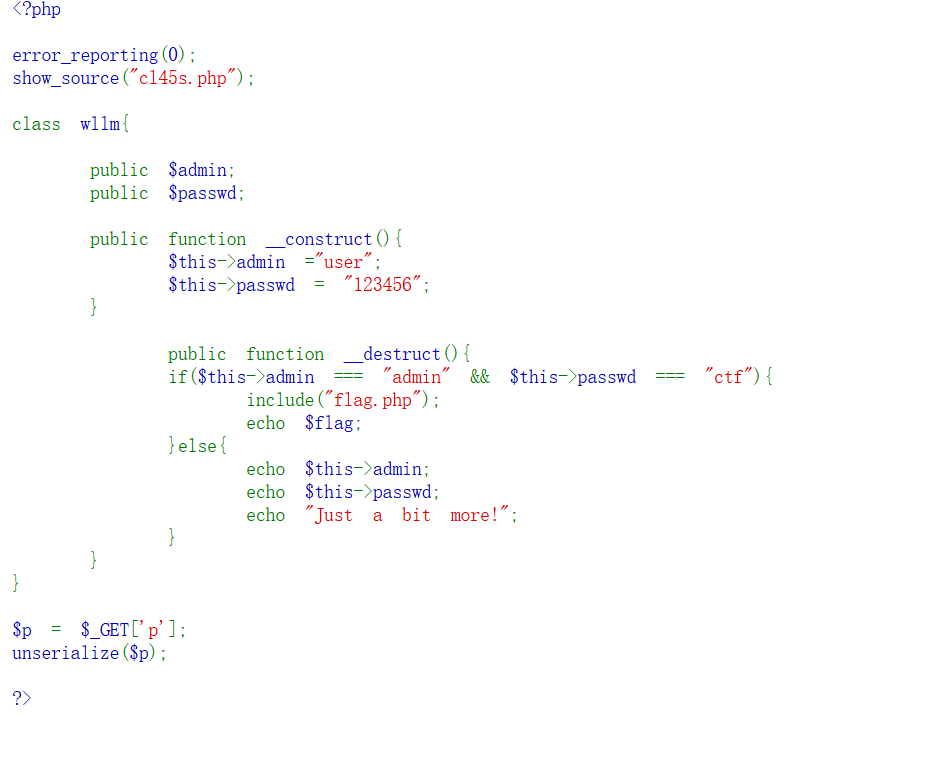 <?php
error_reporting(0);
show_source("cl45s.php");
class wllm{
public $admin;
public $passwd;
public function __construct(){
$this->admin ="user";
$this->passwd = "123456";
}
public function __destruct(){
if($this->admin === "admin" && $this->passwd === "ctf"){
include("flag.php");
echo $flag;
}else{
echo $this->admin;
echo $this->passwd;
echo "Just a bit more!";
}
}
}
$p = $_GET['p'];
unserialize($p);
?>